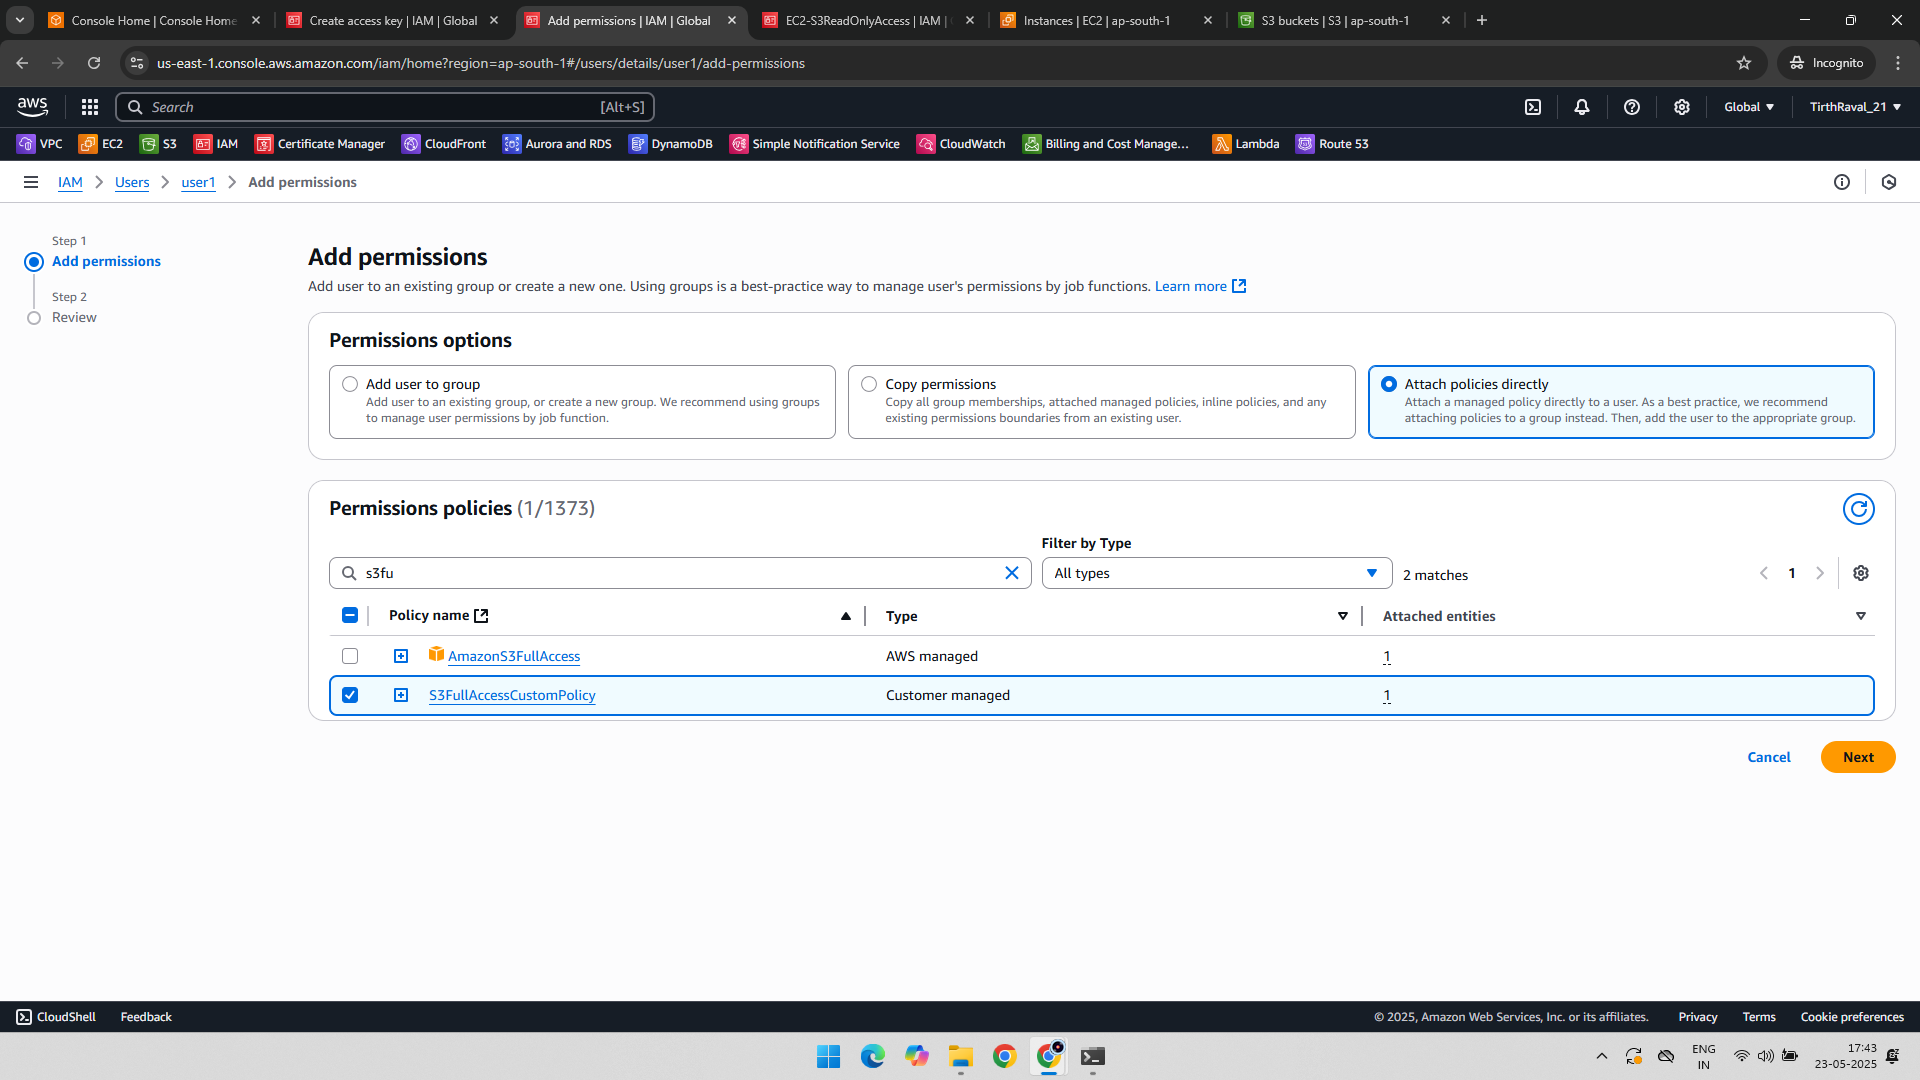 Console Home | Console Home
Create access key | IAM | Global
Add permissions | IAM | Global
EC2-S3ReadOnlyAccess | IAM |
Instances | EC2 | ap-south-1
S3 buckets | S3 | ap-south-1
us-east-1.console.aws.amazon.com/iam/home?region=ap-south-1#/users/details/user1/add-permissions
Incognito
aws
Search
[Alt+S]
Global
TirthRaval_21
VPC
EC2
S3
IAM
Certificate Manager
CloudFront
Aurora and RDS
DynamoDB
Simple Notification Service
CloudWatch
Billing and Cost Manage...
Lambda
Route 53
IAM
Users
user1
Add permissions
Step 1
Add permissions
Step 2
Review
Add permissions
Add user to an existing group or create a new one. Using groups is a best-practice way to manage user's permissions by job functions. Learn more
Permissions options
Add user to group
Add user to an existing group, or create a new group. We recommend using groups
to manage user permissions by job function.
Copy permissions
Copy all group memberships, attached managed policies, inline policies, and any
existing permissions boundaries from an existing user.
Attach policies directly
Attach a managed policy directly to a user. As a best practice, we recommend
attaching policies to a group instead. Then, add the user to the appropriate group.
Permissions policies (1/1373)
Filter by Type
s3fu
All types
2 matches
1
Policy name
Type
Attached entities
AmazonS3FullAccess
AWS managed
1
S3FullAccessCustomPolicy
Customer managed
1
Cancel
Next
CloudShell
Feedback
© 2025, Amazon Web Services, Inc. or its affiliates.
Privacy
Terms
Cookie preferences
ENG
IN
17:43
23-05-2025